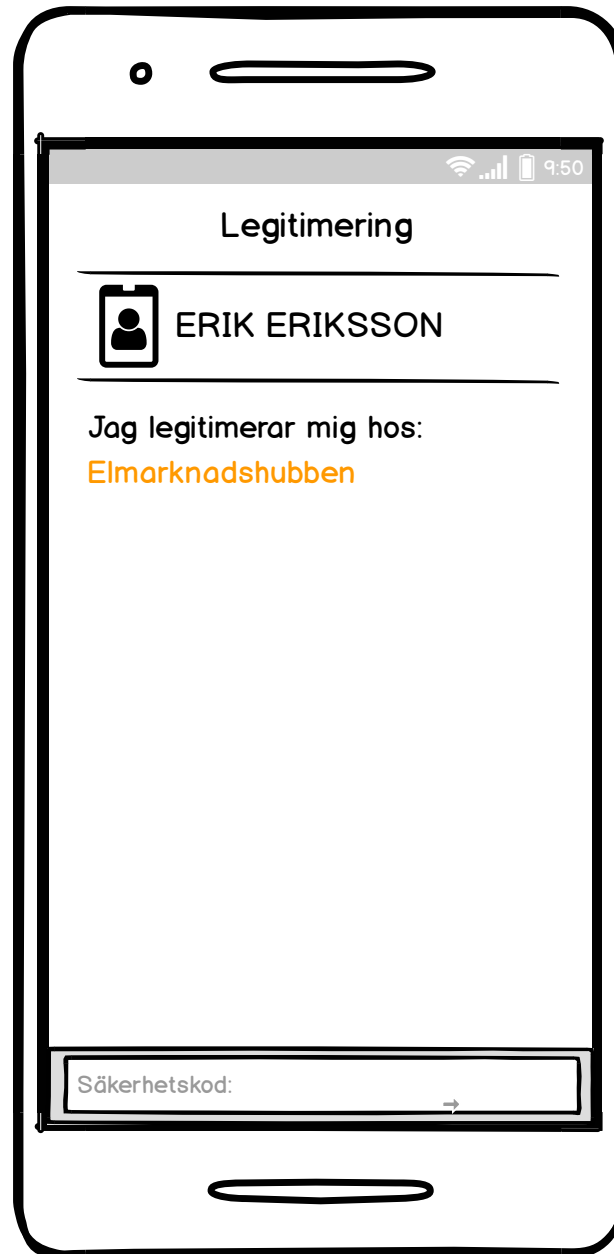 9:50
Legitimering
ERIK ERIKSSON
Jag legitimerar mig hos:
Elmarknadshubben
Säkerhetskod: